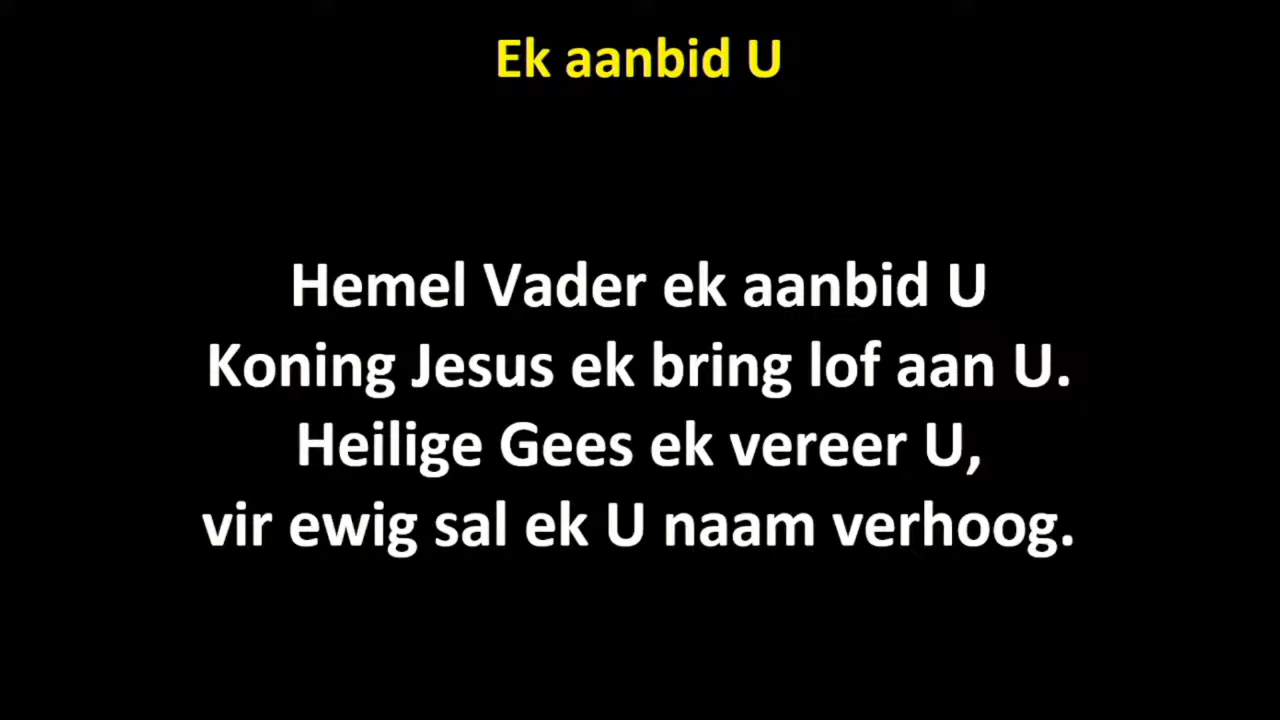 Ek aanbid U
Hemel Vader ek aanbid U
Koning Jesus ek bring lof aan U.
Heilige Gees ek vereer U,
vir ewig sal ek U naam verhoog.